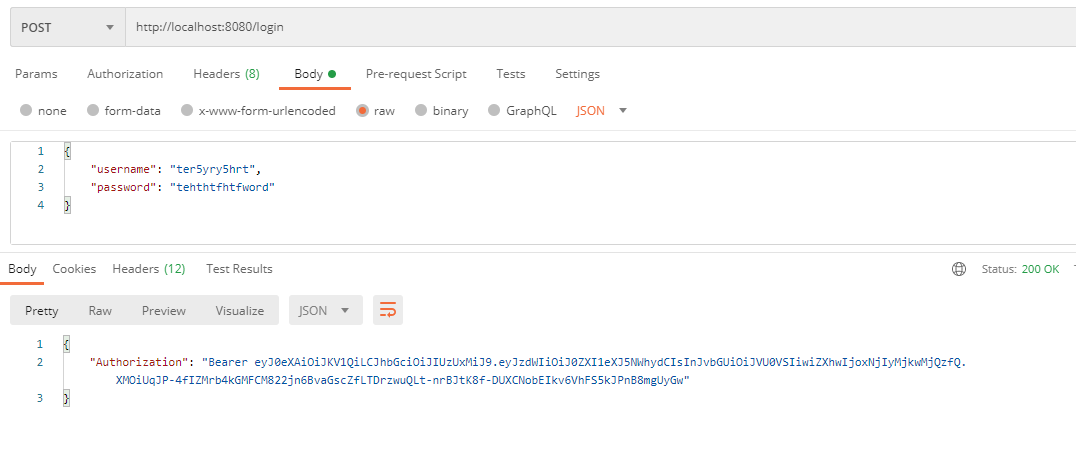 POST http://localhost:8080/login
Params Authorization Headers (8) Body Pre-request Script Tests Settings
none form-data x-www-form-urlencoded raw binary GraphQL JSON
1 {
2 "username": "ter5yry5hrt",
3 "password": "tehthtfhtfword"
4 }
Body Cookies Headers (12) Test Results Status: 200 OK
Pretty Raw Preview Visualize JSON
1 {
2 "Authorization": "Bearer eyJ0eXAiOiJKV1QiLCJhbGciOiJIUzUxMiJ9.eyJzdWIiOiJ0ZXI1eXJ5NWhydCIsInJvbGUiOiJVU0VSIiwiZXhwIjoxNjIyMjkwMjQzfQ.
XMOiUqJP-4fIZMrb4kGMFCM822jn6BvaGscZfLTDrzwuQLt-nrBJtK8f-DUXCNobEIkv6VhFS5kJPnB8mgUyGw"
3 }